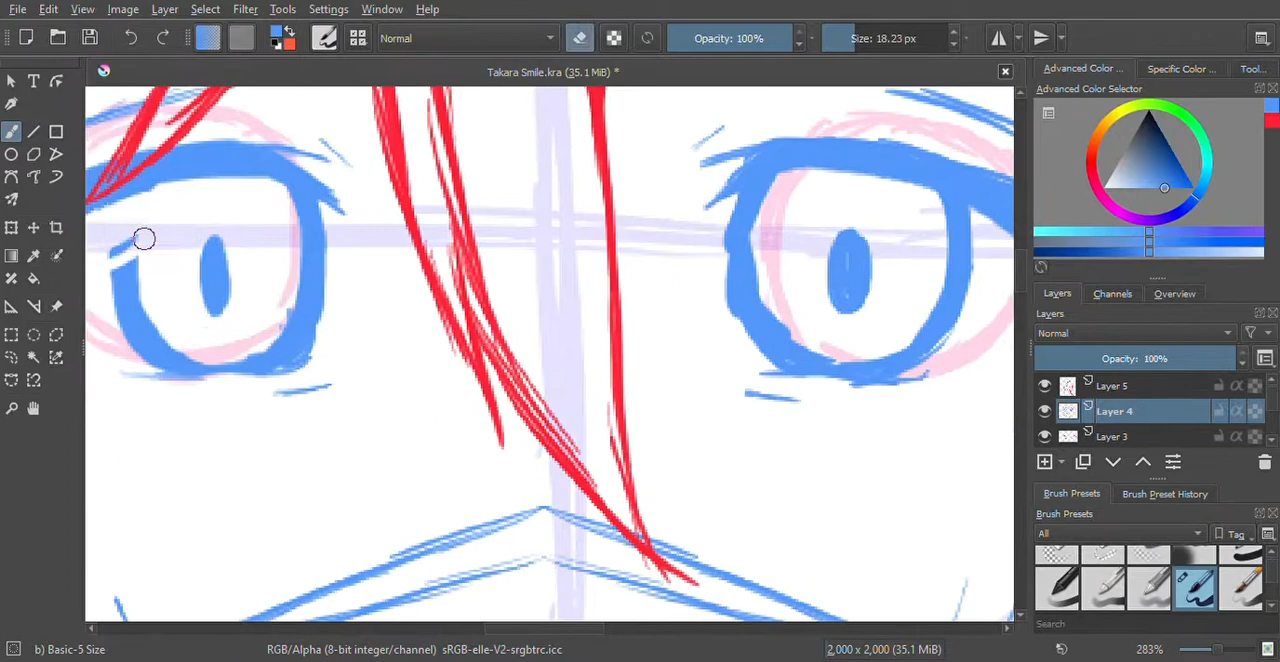 File Edit View Image Layer Select Filter Tools Settings Window Help
Normal Opacity: 100% Size: 18.23 px
Takara Smile.kra (35.1 MiB) *
Advanced Color ... Specific Color ... Tool...
Advanced Color Selector
Layers Channels Overview
Layers
Normal
Opacity: 100%
Layer 5
Layer 4
Layer 3
Brush Presets Brush Preset History
Brush Presets
All Tag
Search
b) Basic-5 Size RGB/Alpha (8-bit integer/channel) sRGB-elle-V2-srgbtrc.icc 2,000 x 2,000 (35.1 MiB) 283%